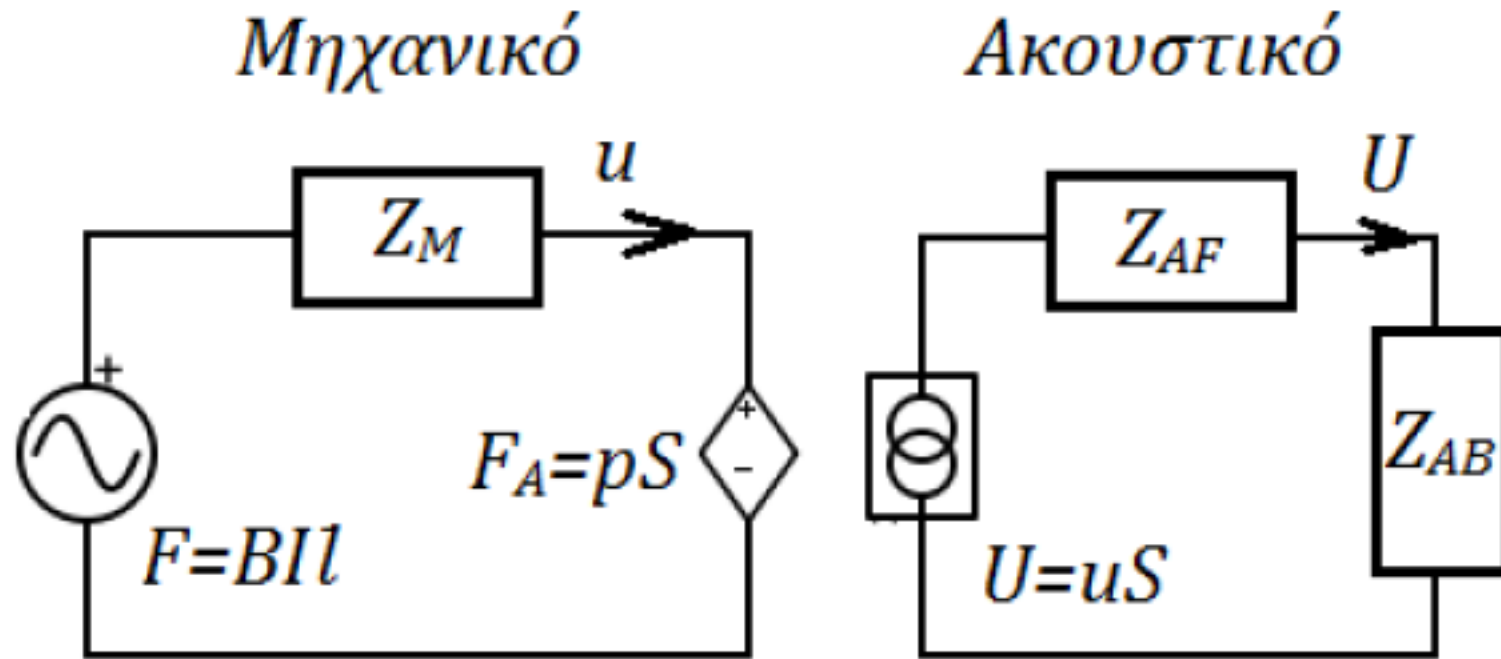 Μηχανικό
Ακουστικό
u
U
Z_M
Z_AF
+
+
-
F_A=pS
Z_AB
F=BIl
U=uS